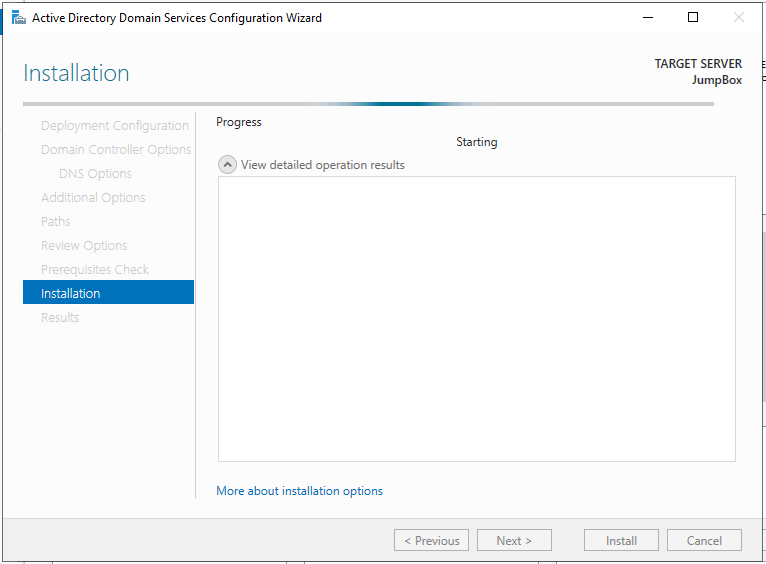 Active Directory Domain Services Configuration Wizard
Installation
TARGET SERVER
JumpBox
Deployment Configuration
Domain Controller Options
DNS Options
Additional Options
Paths
Review Options
Prerequisites Check
Installation
Results
Progress
Starting
View detailed operation results
More about installation options
< Previous
Next >
Install
Cancel